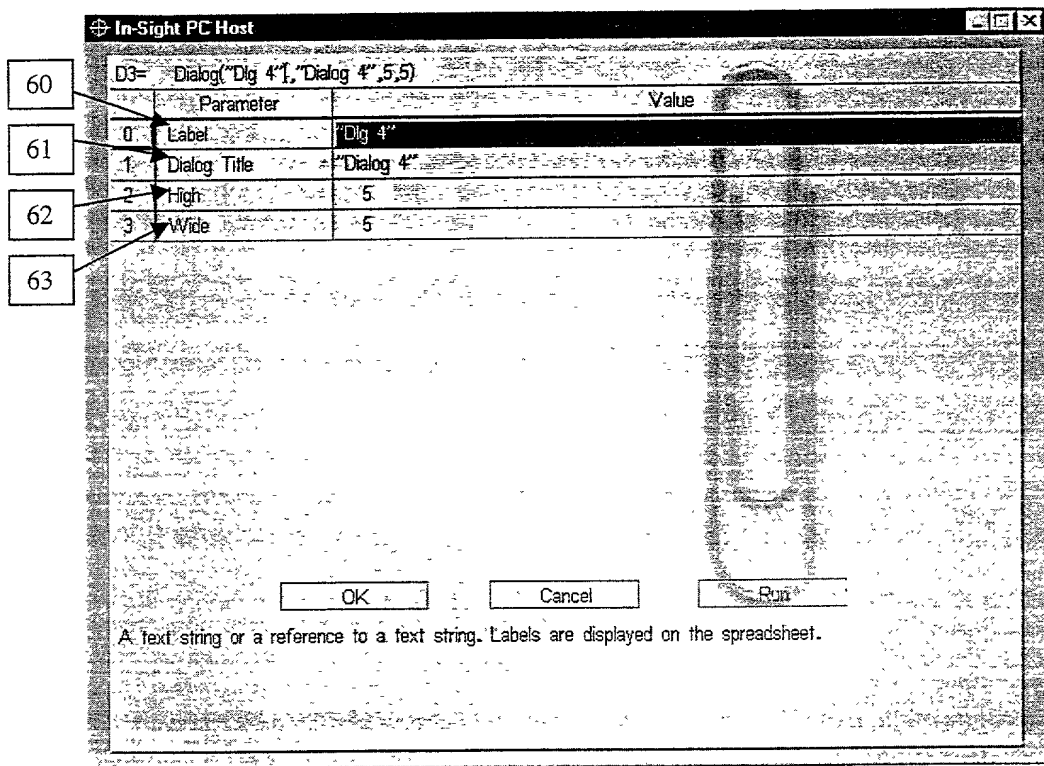 In-Sight PC Host
D3= Dialog("Dlg 4"],"Dialog 4",5,5)
Parameter Value
60
0 Label "Dlg 4"
61
1 Dialog Title "Dialog 4"
62
2 High 5
63
3 Wide 5
OK Cancel Run
A text string or a reference to a text string. Labels are displayed on the spreadsheet.